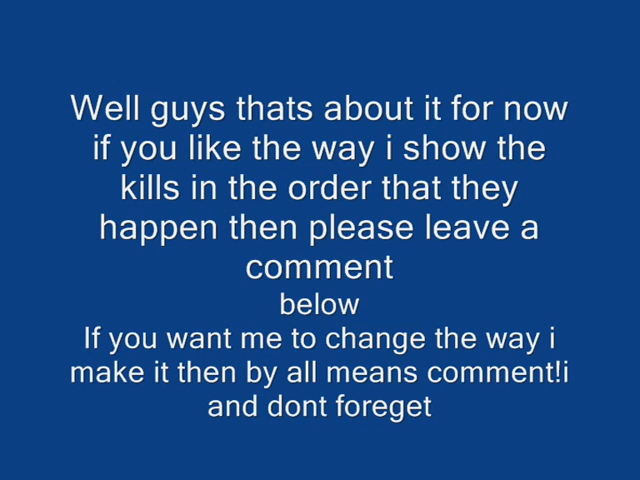 Well guys thats about it for now
if you like the way i show the
kills in the order that they
happen then please leave a
comment
below
If you want me to change the way i
make it then by all means comment!i
and dont foreget